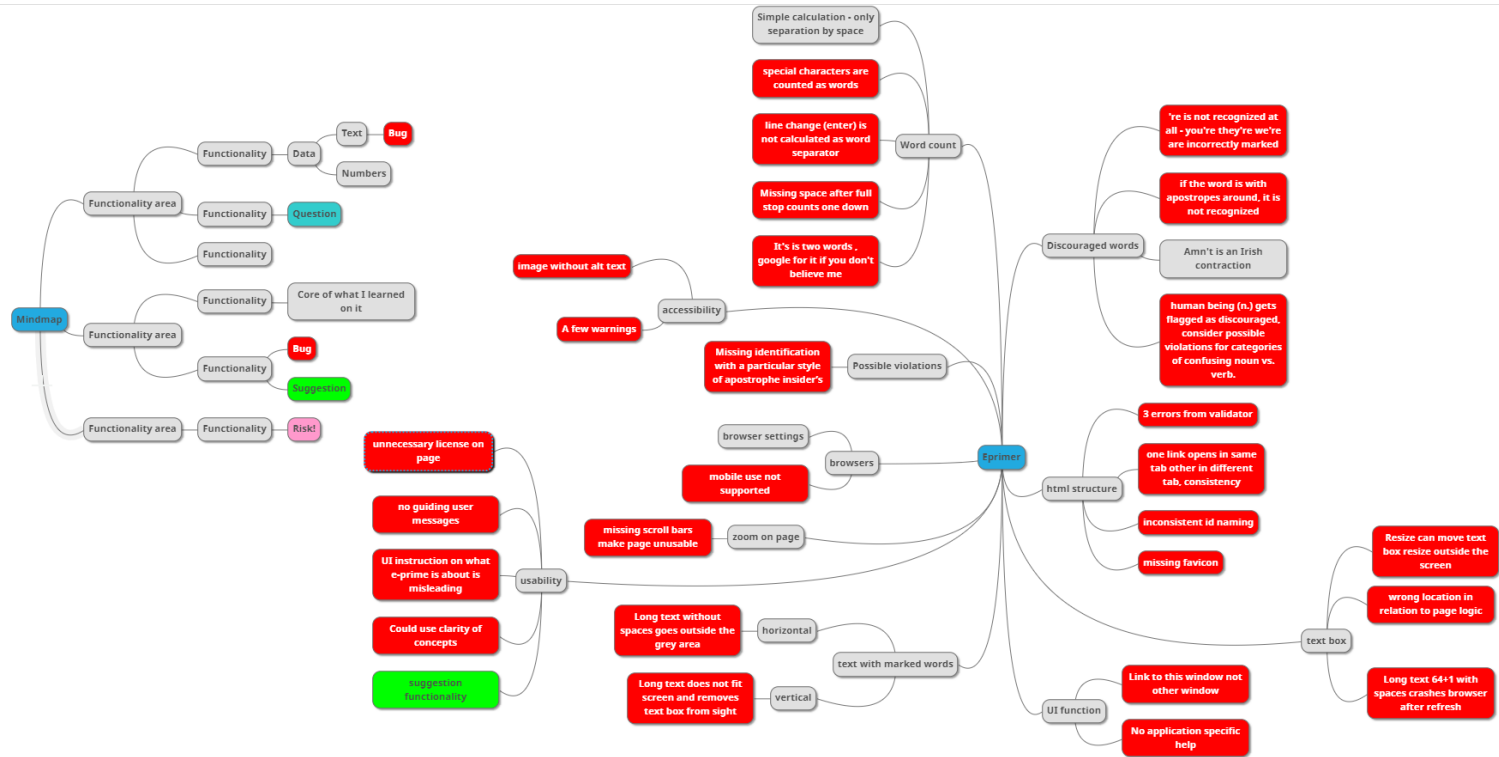 Mindmap
Functionality area
Functionality
Data
Text
Bug
Numbers
Functionality
Question
Functionality
Functionality area
Functionality
Core of what I learned
on it
Functionality
Bug
Suggestion
Functionality area
Functionality
Risk!
Eprimer
Word count
Simple calculation - only
separation by space
special characters are
counted as words
line change (enter) is
not calculated as word
separator
Missing space after full
stop counts one down
It's is two words .
google for it if you don't
believe me
accessibility
image without alt text
A few warnings
Possible violations
Missing identification
with a particular style
of apostrophe insider's
browsers
browser settings
mobile use not
supported
zoom on page
missing scroll bars
make page unusable
usability
unnecessary license on
page
no guiding user
messages
UI instruction on what
e-prime is about is
misleading
Could use clarity of
concepts
suggestion
functionality
text with marked words
horizontal
Long text without
spaces goes outside the
grey area
vertical
Long text does not fit
screen and removes
text box from sight
Discouraged words
're is not recognized at
all - you're they're we're
are incorrectly marked
if the word is with
apostropes around, it is
not recognized
Amn't is an Irish
contraction
human being (n.) gets
flagged as discouraged,
consider possible
violations for categories
of confusing noun vs.
verb.
html structure
3 errors from validator
one link opens in same
tab other in different
tab, consistency
inconsistent id naming
missing favicon
text box
Resize can move text
box resize outside the
screen
wrong location in
relation to page logic
Long text 64÷1 with
spaces crashes browser
after refresh
UI function
Link to this window not
other window
No application specific
help